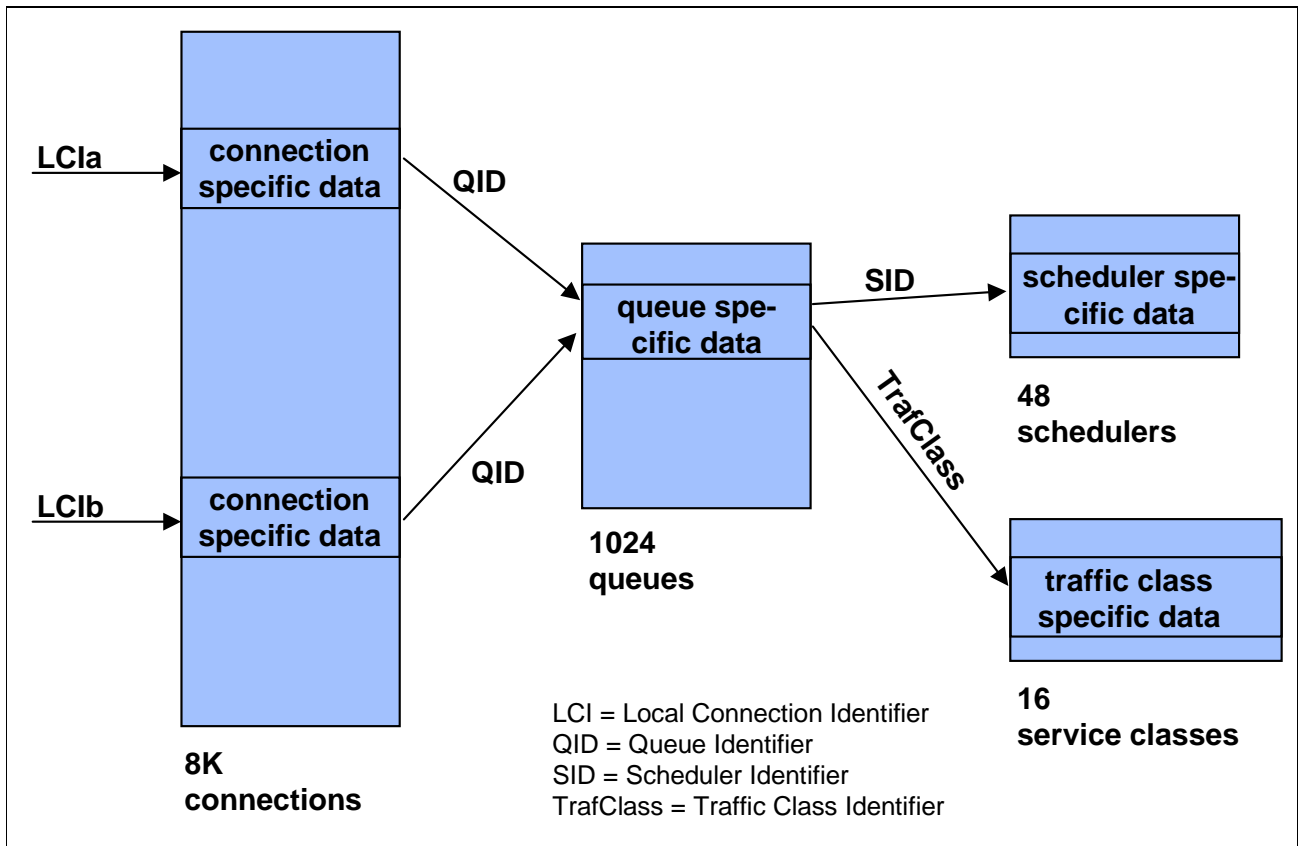 LCIa
connection
specific data
QID
queue spe-
cific data
SID
scheduler spe-
cific data
48
schedulers
TrafClass
LCIb
connection
specific data
QID
1024
queues
traffic class
specific data
16
service classes
8K
connections
LCI = Local Connection Identifier
QID = Queue Identifier
SID = Scheduler Identifier
TrafClass = Traffic Class Identifier